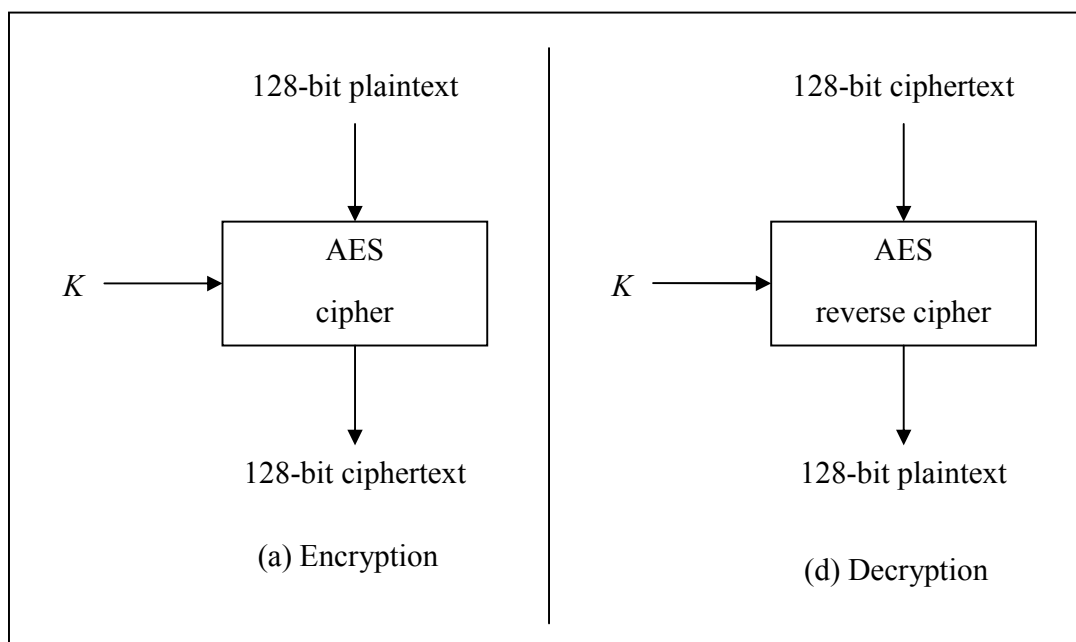 128-bit plaintext
K
AES
cipher
128-bit ciphertext
(a) Encryption
128-bit ciphertext
K
AES
reverse cipher
128-bit plaintext
(d) Decryption